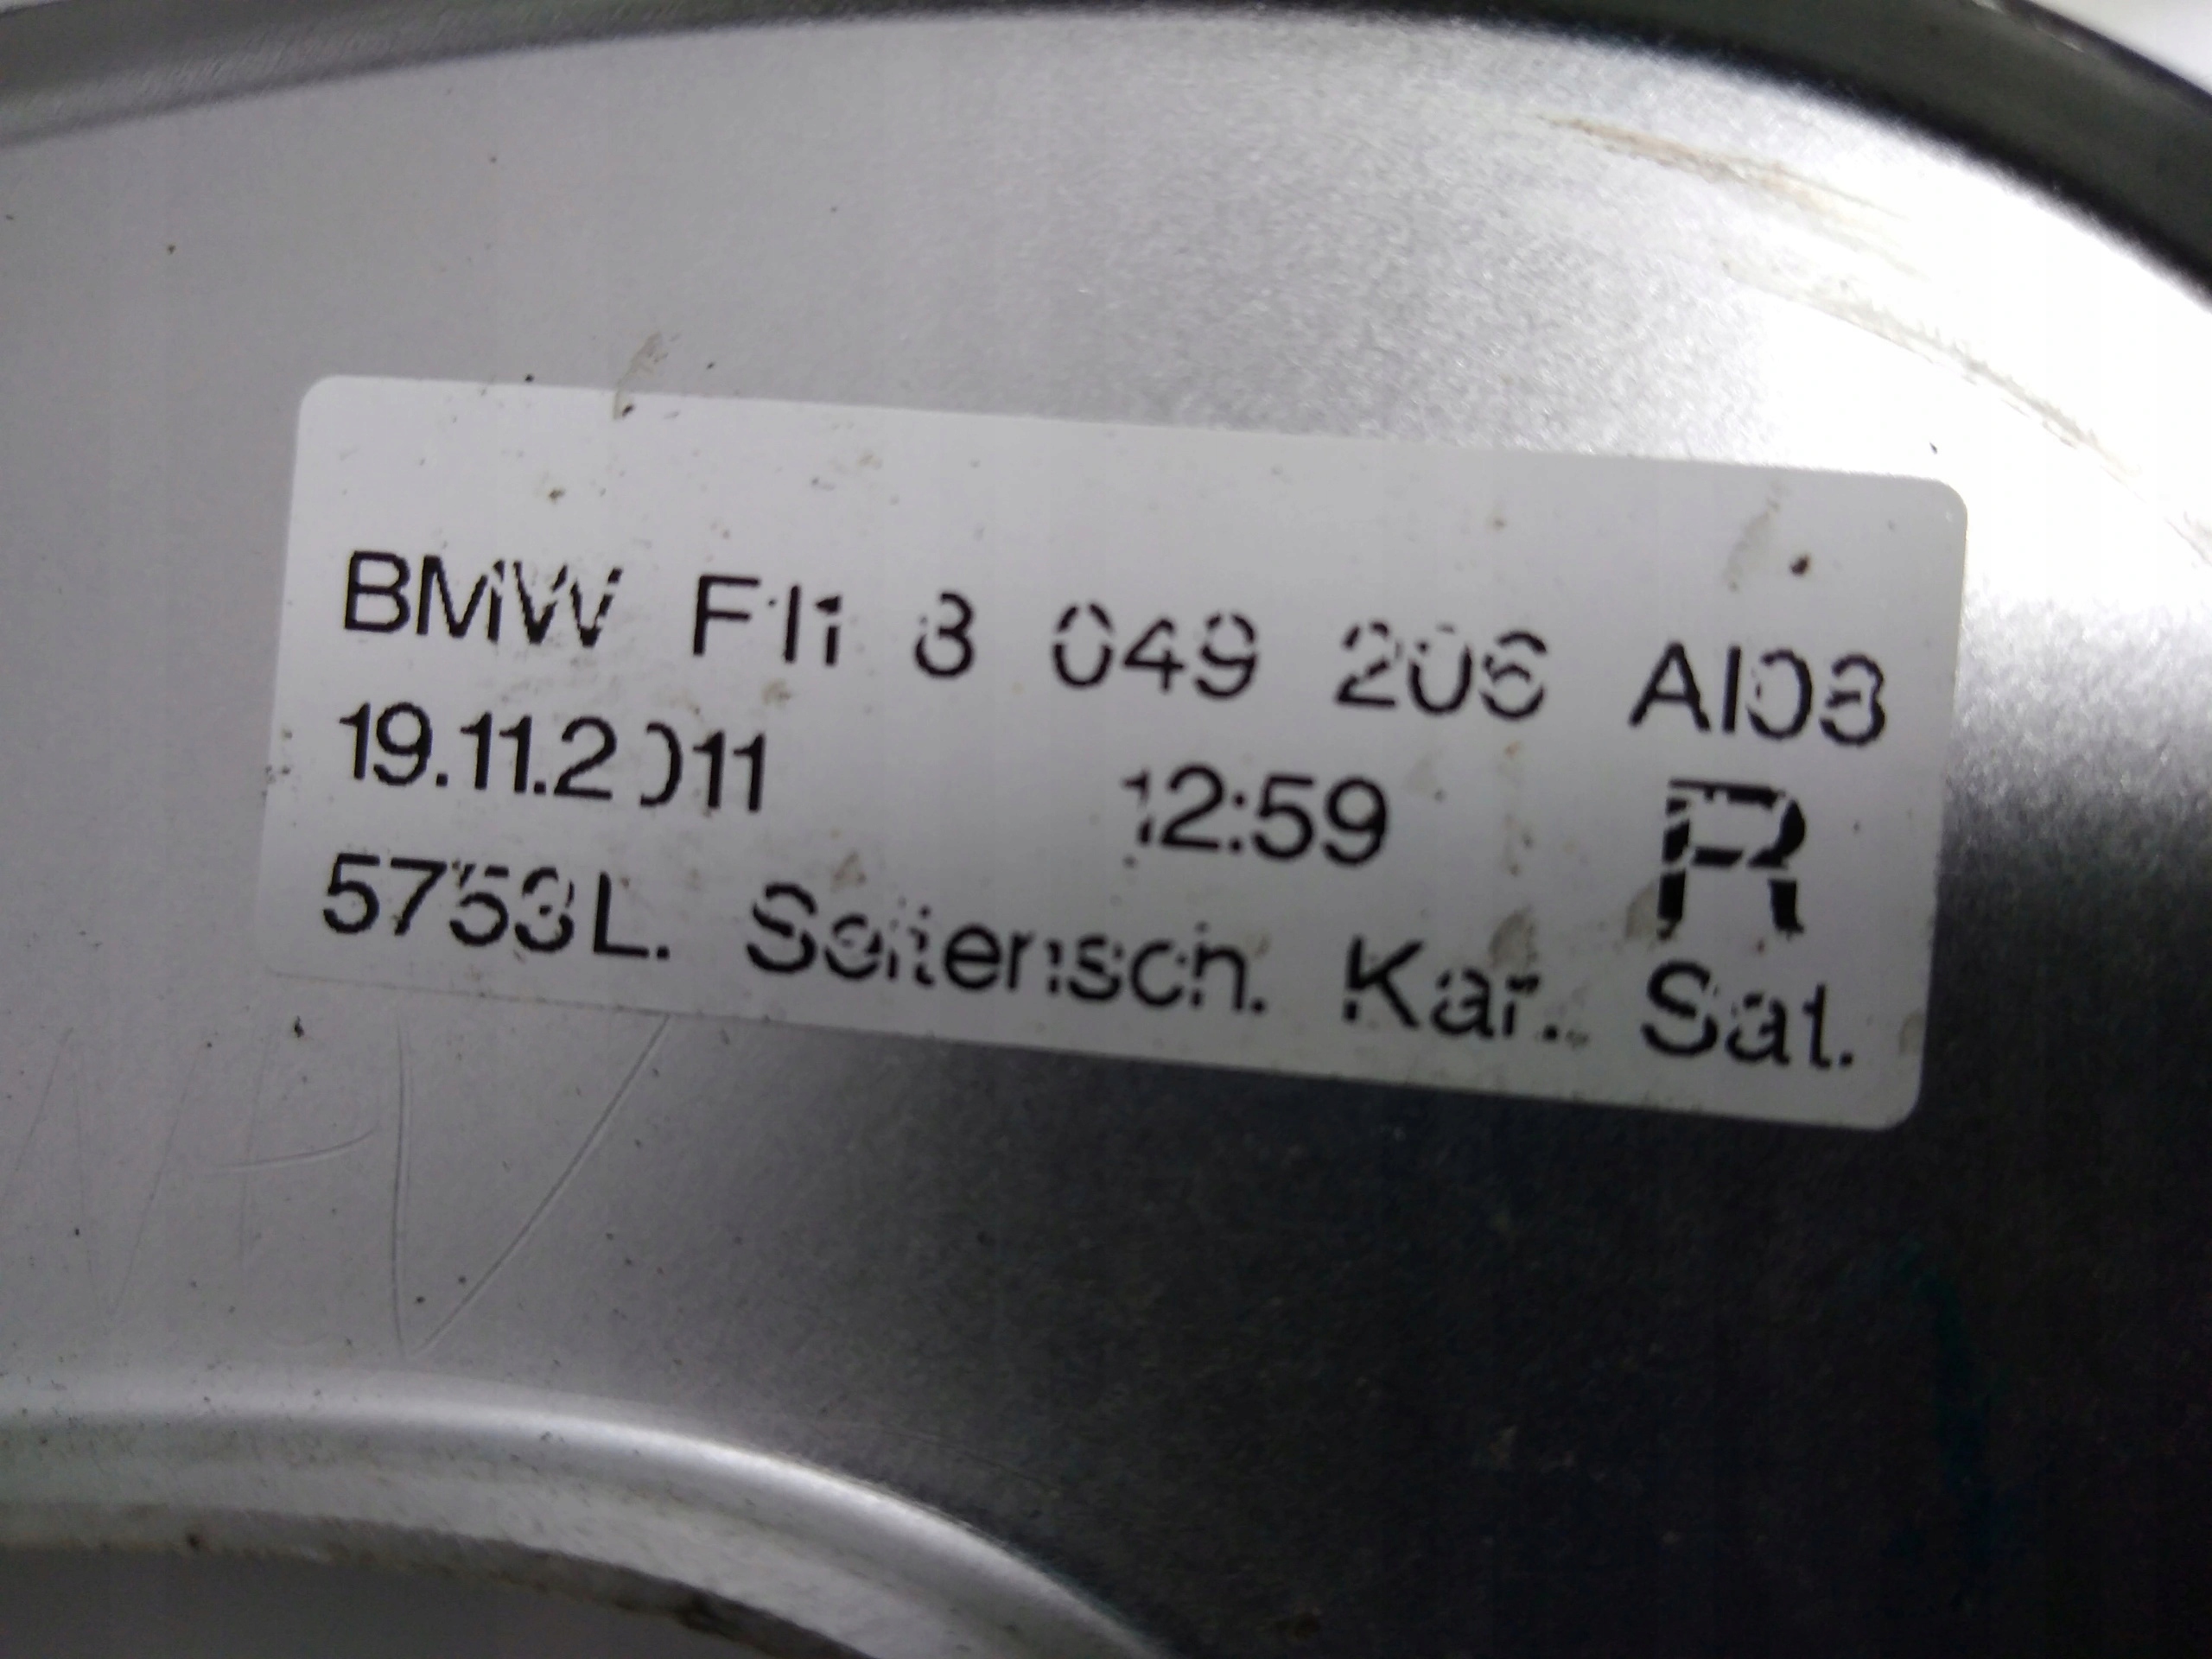 BMW F11 8 049 206 AI08
19.11.2011 12:59 R
5753L. Seitensch. Kar. Sat.